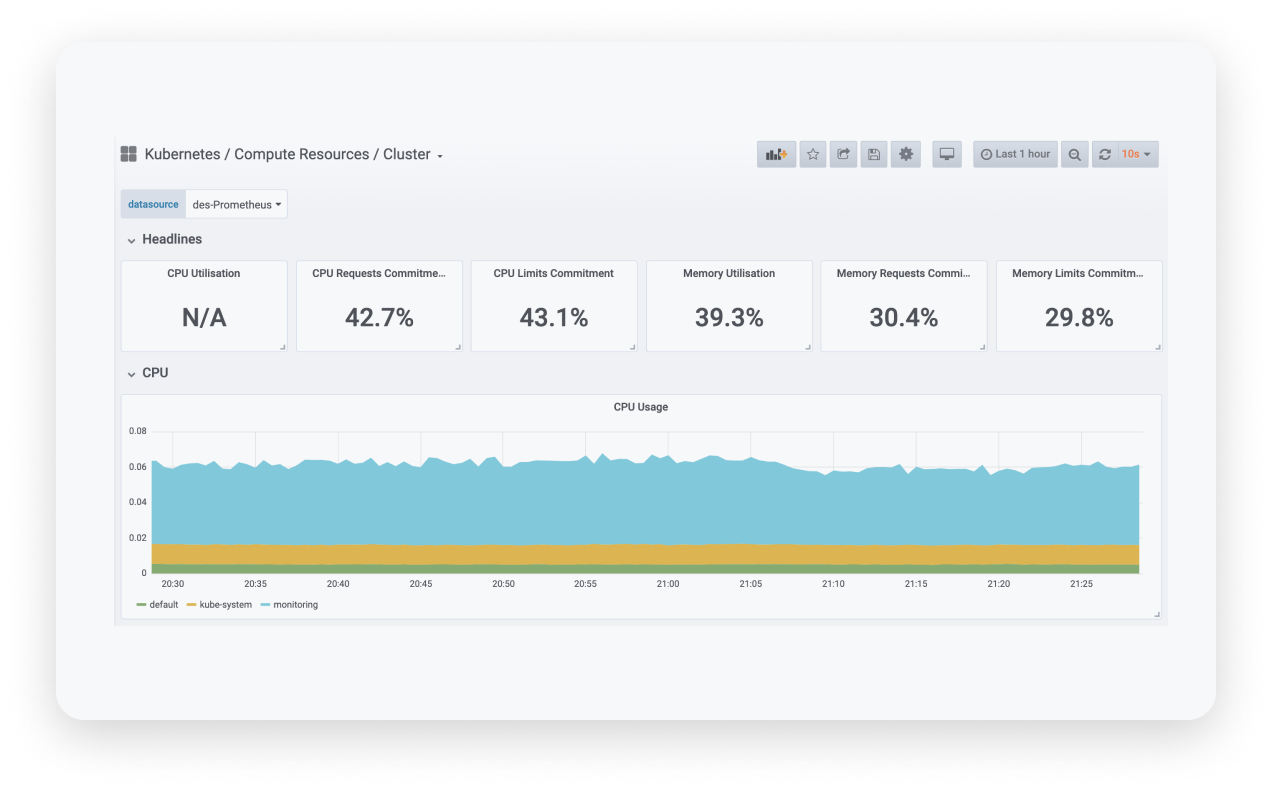 Kubernetes / Compute Resources / Cluster
Last 1 hour
10s
datasource des-Prometheus
Headlines
CPU Utilisation
N/A
CPU Requests Commitme...
42.7%
CPU Limits Commitment
43.1%
Memory Utilisation
39.3%
Memory Requests Commi...
30.4%
Memory Limits Commitm...
29.8%
CPU
CPU Usage
0.08
0.06
0.04
0.02
0
20:30 20:35 20:40 20:45 20:50 20:55 21:00 21:05 21:10 21:15 21:20 21:25
default kube-system monitoring